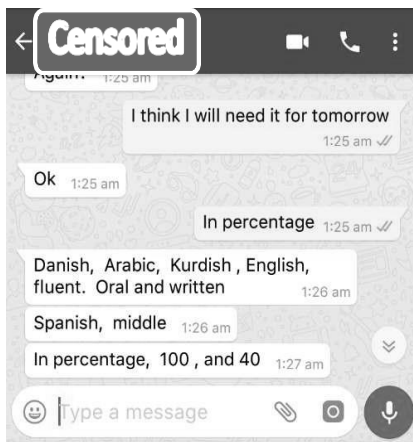 Censored
Again? 1:25 am
I think I will need it for tomorrow
1:25 am
Ok 1:25 am
In percentage 1:25 am
Danish, Arabic, Kurdish , English,
fluent. Oral and written
1:26 am
Spanish, middle 1:26 am
In percentage, 100 , and 40 1:27 am
Type a message